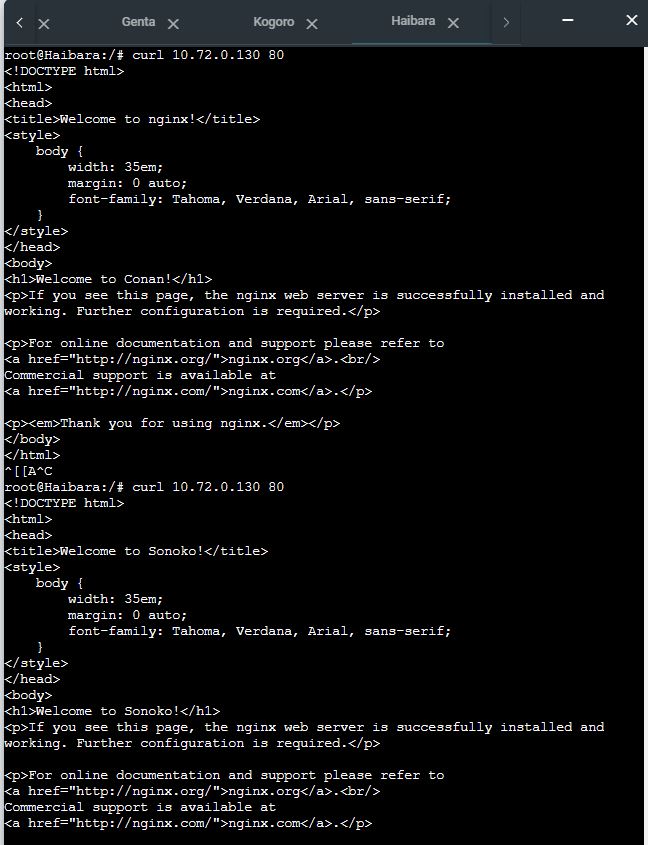 Genta
Kogoro
Haibara
root@Haibara:/# curl 10.72.0.130 80
<!DOCTYPE html>
<html>
<head>
<title>Welcome to nginx!</title>
<style>
    body {
        width: 35em;
        margin: 0 auto;
        font-family: Tahoma, Verdana, Arial, sans-serif;
    }
</style>
</head>
<body>
<h1>Welcome to Conan!</h1>
<p>If you see this page, the nginx web server is successfully installed and
working. Further configuration is required.</p>

<p>For online documentation and support please refer to
<a href="http://nginx.org/">nginx.org</a>.<br/>
Commercial support is available at
<a href="http://nginx.com/">nginx.com</a>.</p>

<p><em>Thank you for using nginx.</em></p>
</body>
</html>
^[[A^C
root@Haibara:/# curl 10.72.0.130 80
<!DOCTYPE html>
<html>
<head>
<title>Welcome to Sonoko!</title>
<style>
    body {
        width: 35em;
        margin: 0 auto;
        font-family: Tahoma, Verdana, Arial, sans-serif;
    }
</style>
</head>
<body>
<h1>Welcome to Sonoko!</h1>
<p>If you see this page, the nginx web server is successfully installed and
working. Further configuration is required.</p>

<p>For online documentation and support please refer to
<a href="http://nginx.org/">nginx.org</a>.<br/>
Commercial support is available at
<a href="http://nginx.com/">nginx.com</a>.</p>